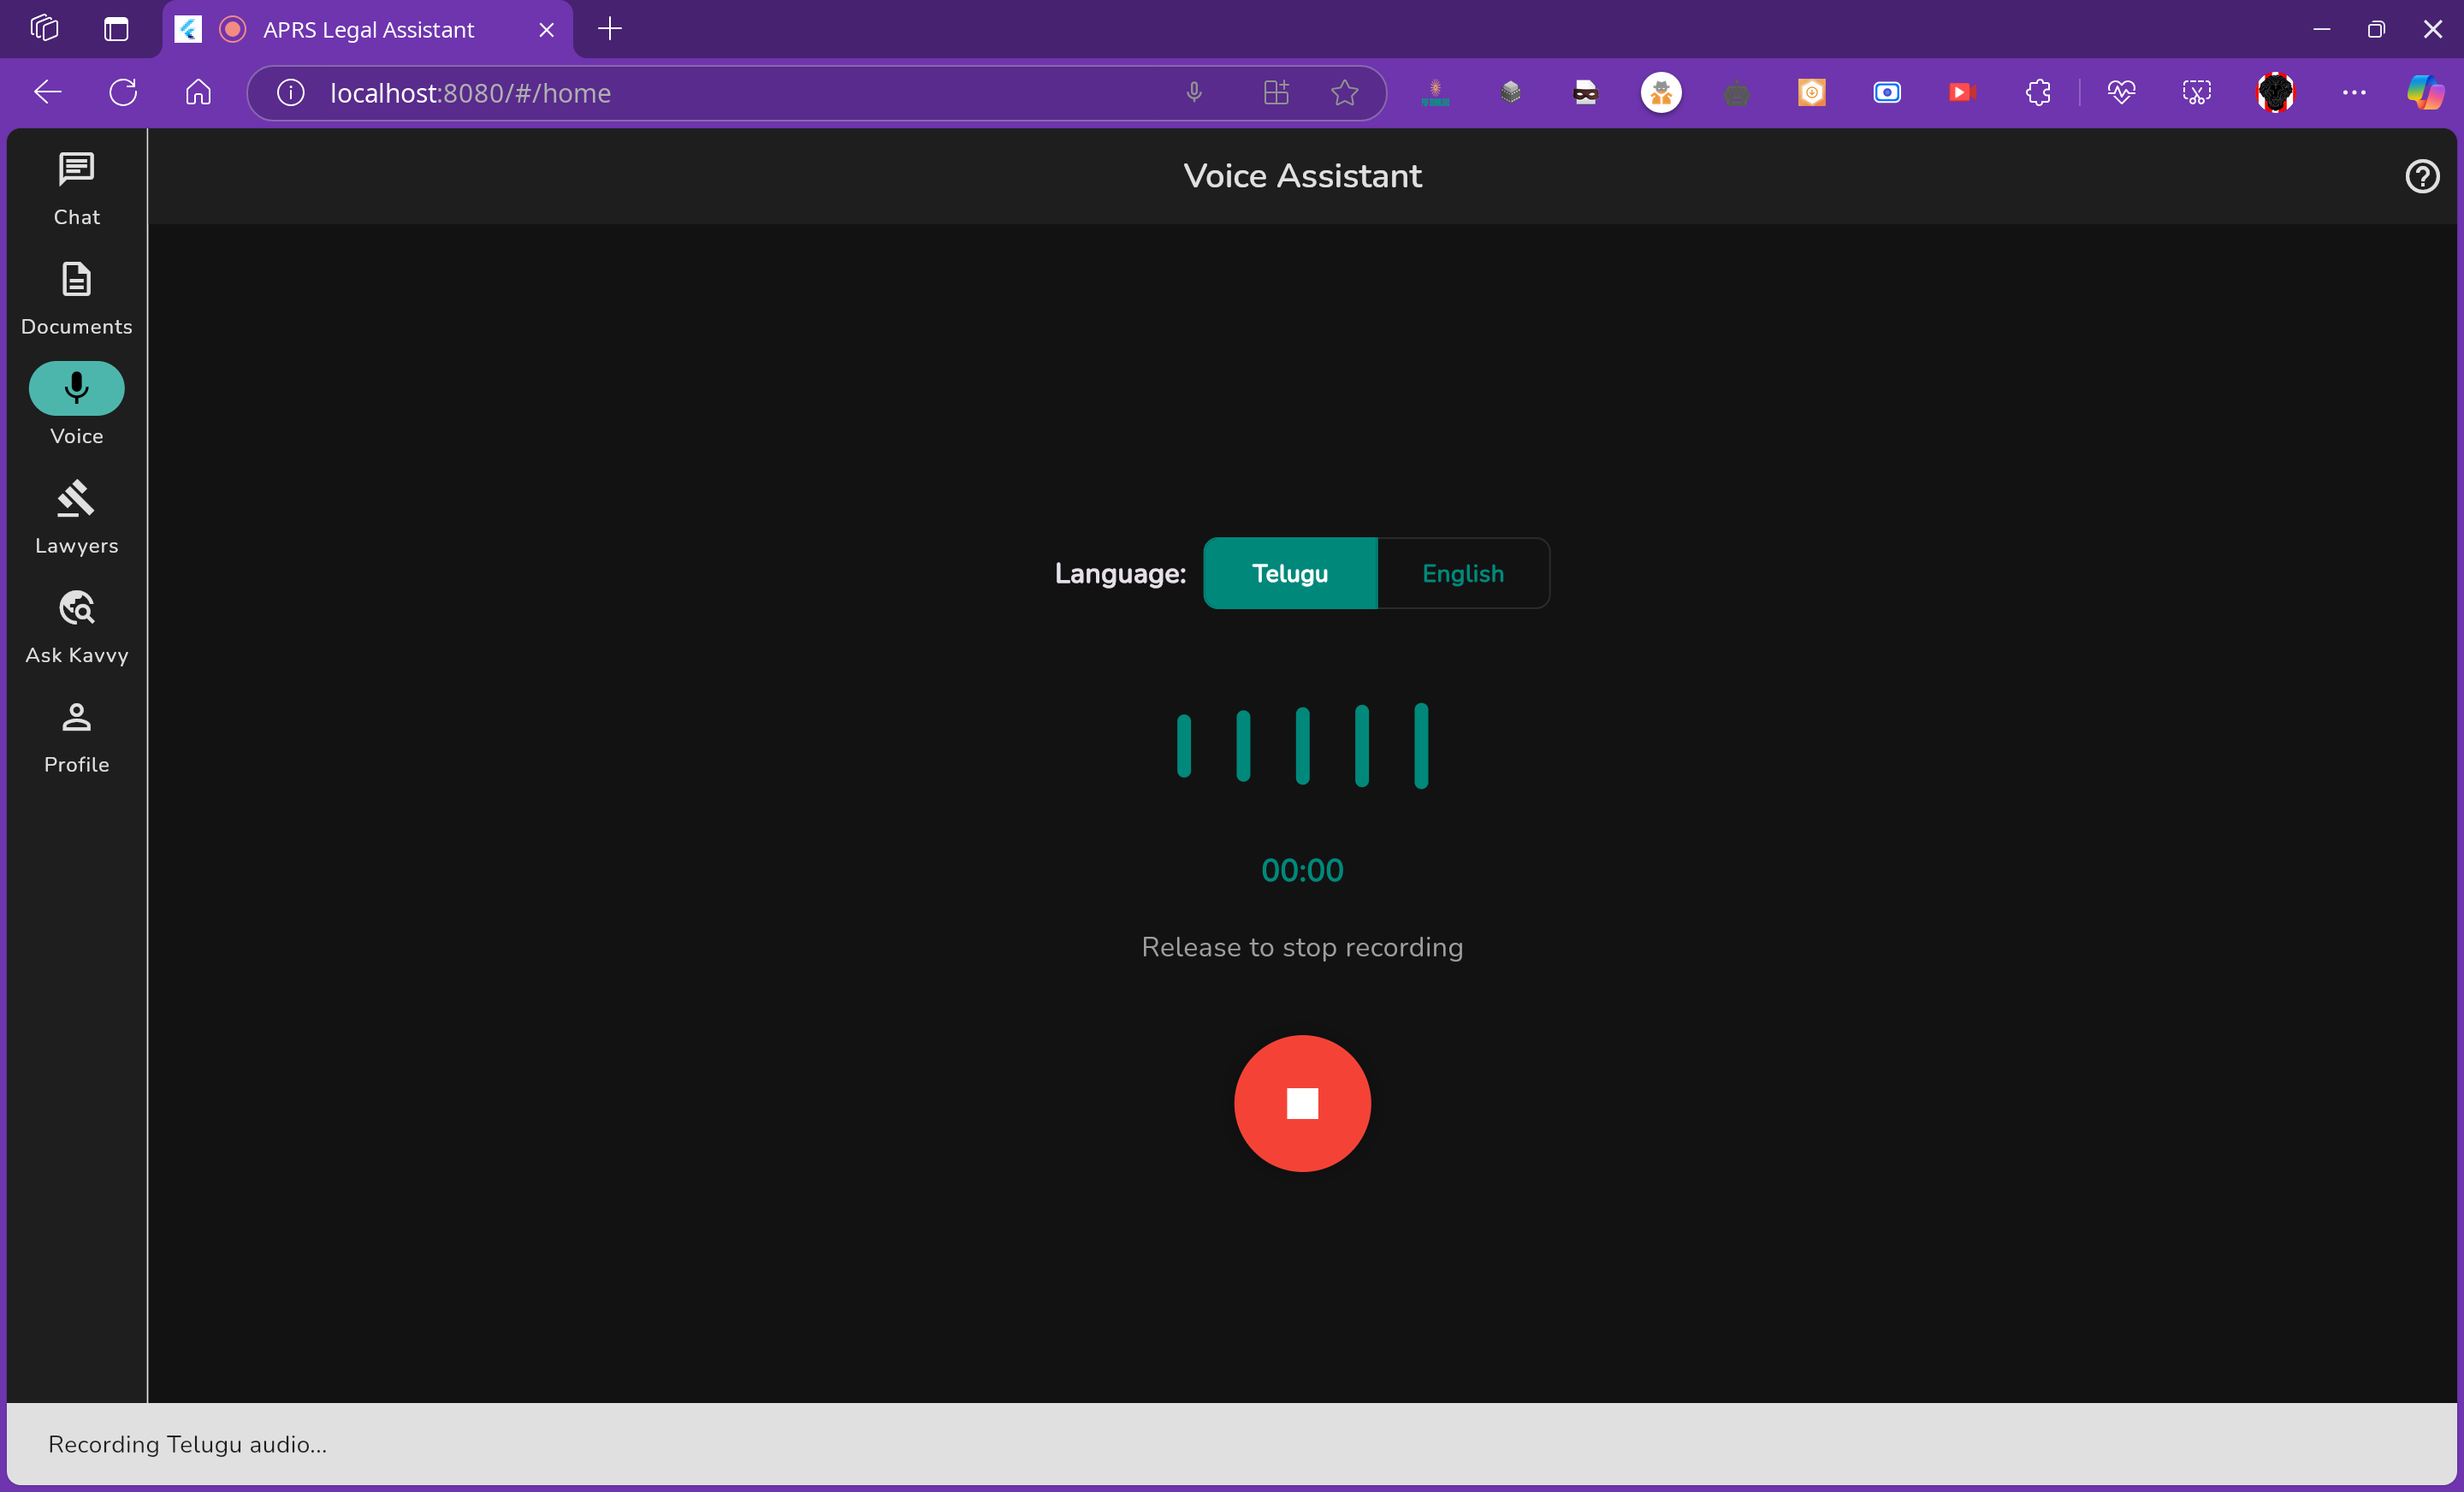 APRS Legal Assistant
localhost:8080/#/home
Voice Assistant
Chat
Documents
Voice
Lawyers
Ask Kavvy
Profile
Language: Telugu English
00:00
Release to stop recording
Recording Telugu audio...